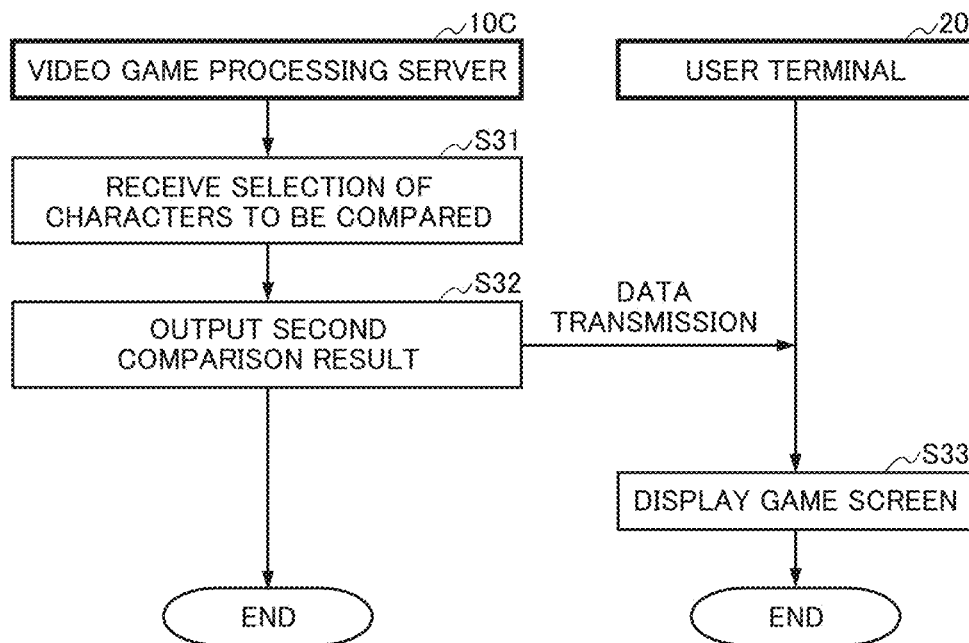 10C
VIDEO GAME PROCESSING SERVER
20
USER TERMINAL
S31
RECEIVE SELECTION OF
CHARACTERS TO BE COMPARED
S32
OUTPUT SECOND
COMPARISON RESULT
DATA
TRANSMISSION
S33
DISPLAY GAME SCREEN
END
END